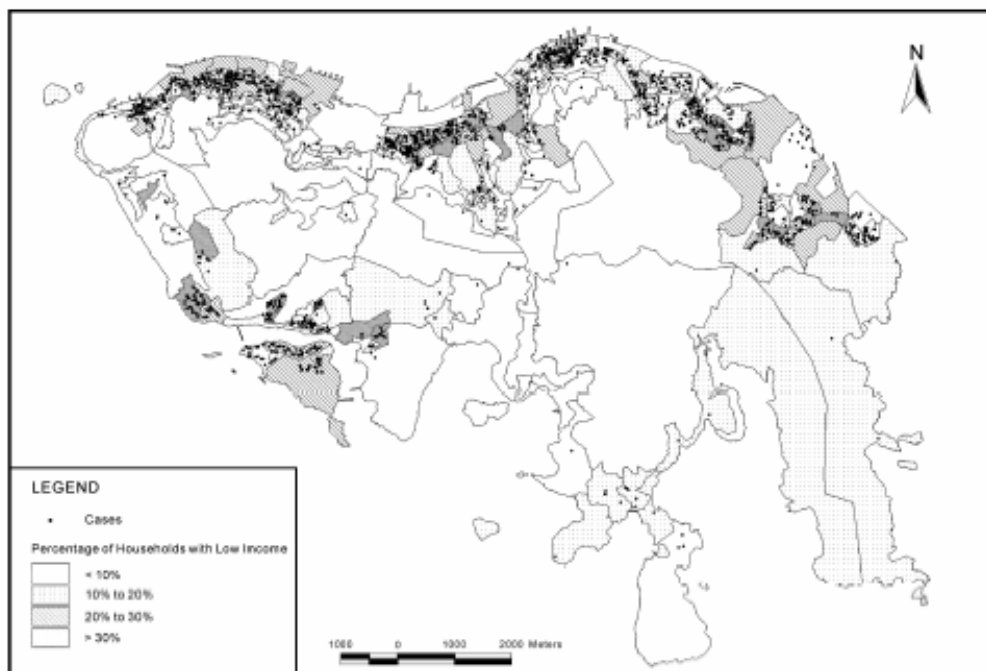 N
LEGEND
Cases
Percentage of Households with Low Income
< 10%
10% to 20%
20% to 30%
> 30%
1000 0 1000 2000 Meters